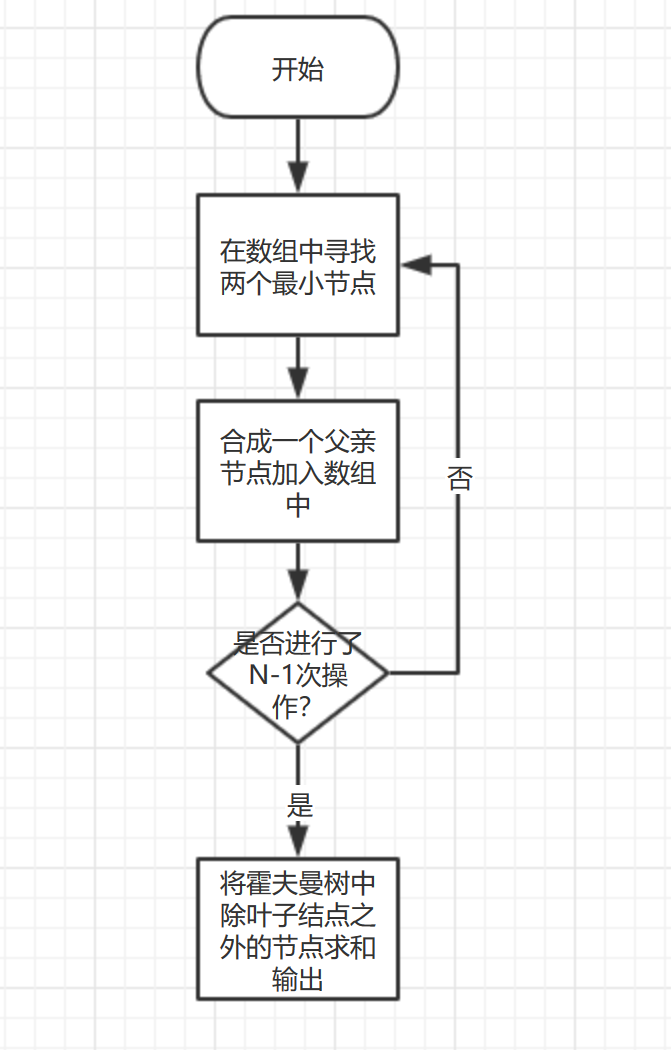 开始
在数组中寻找
两个最小节点
合成一个父亲
节点加入数组
中
否
是否进行了
N-1次操
作？
是
将霍夫曼树中
除叶子结点之
外的节点求和
输出